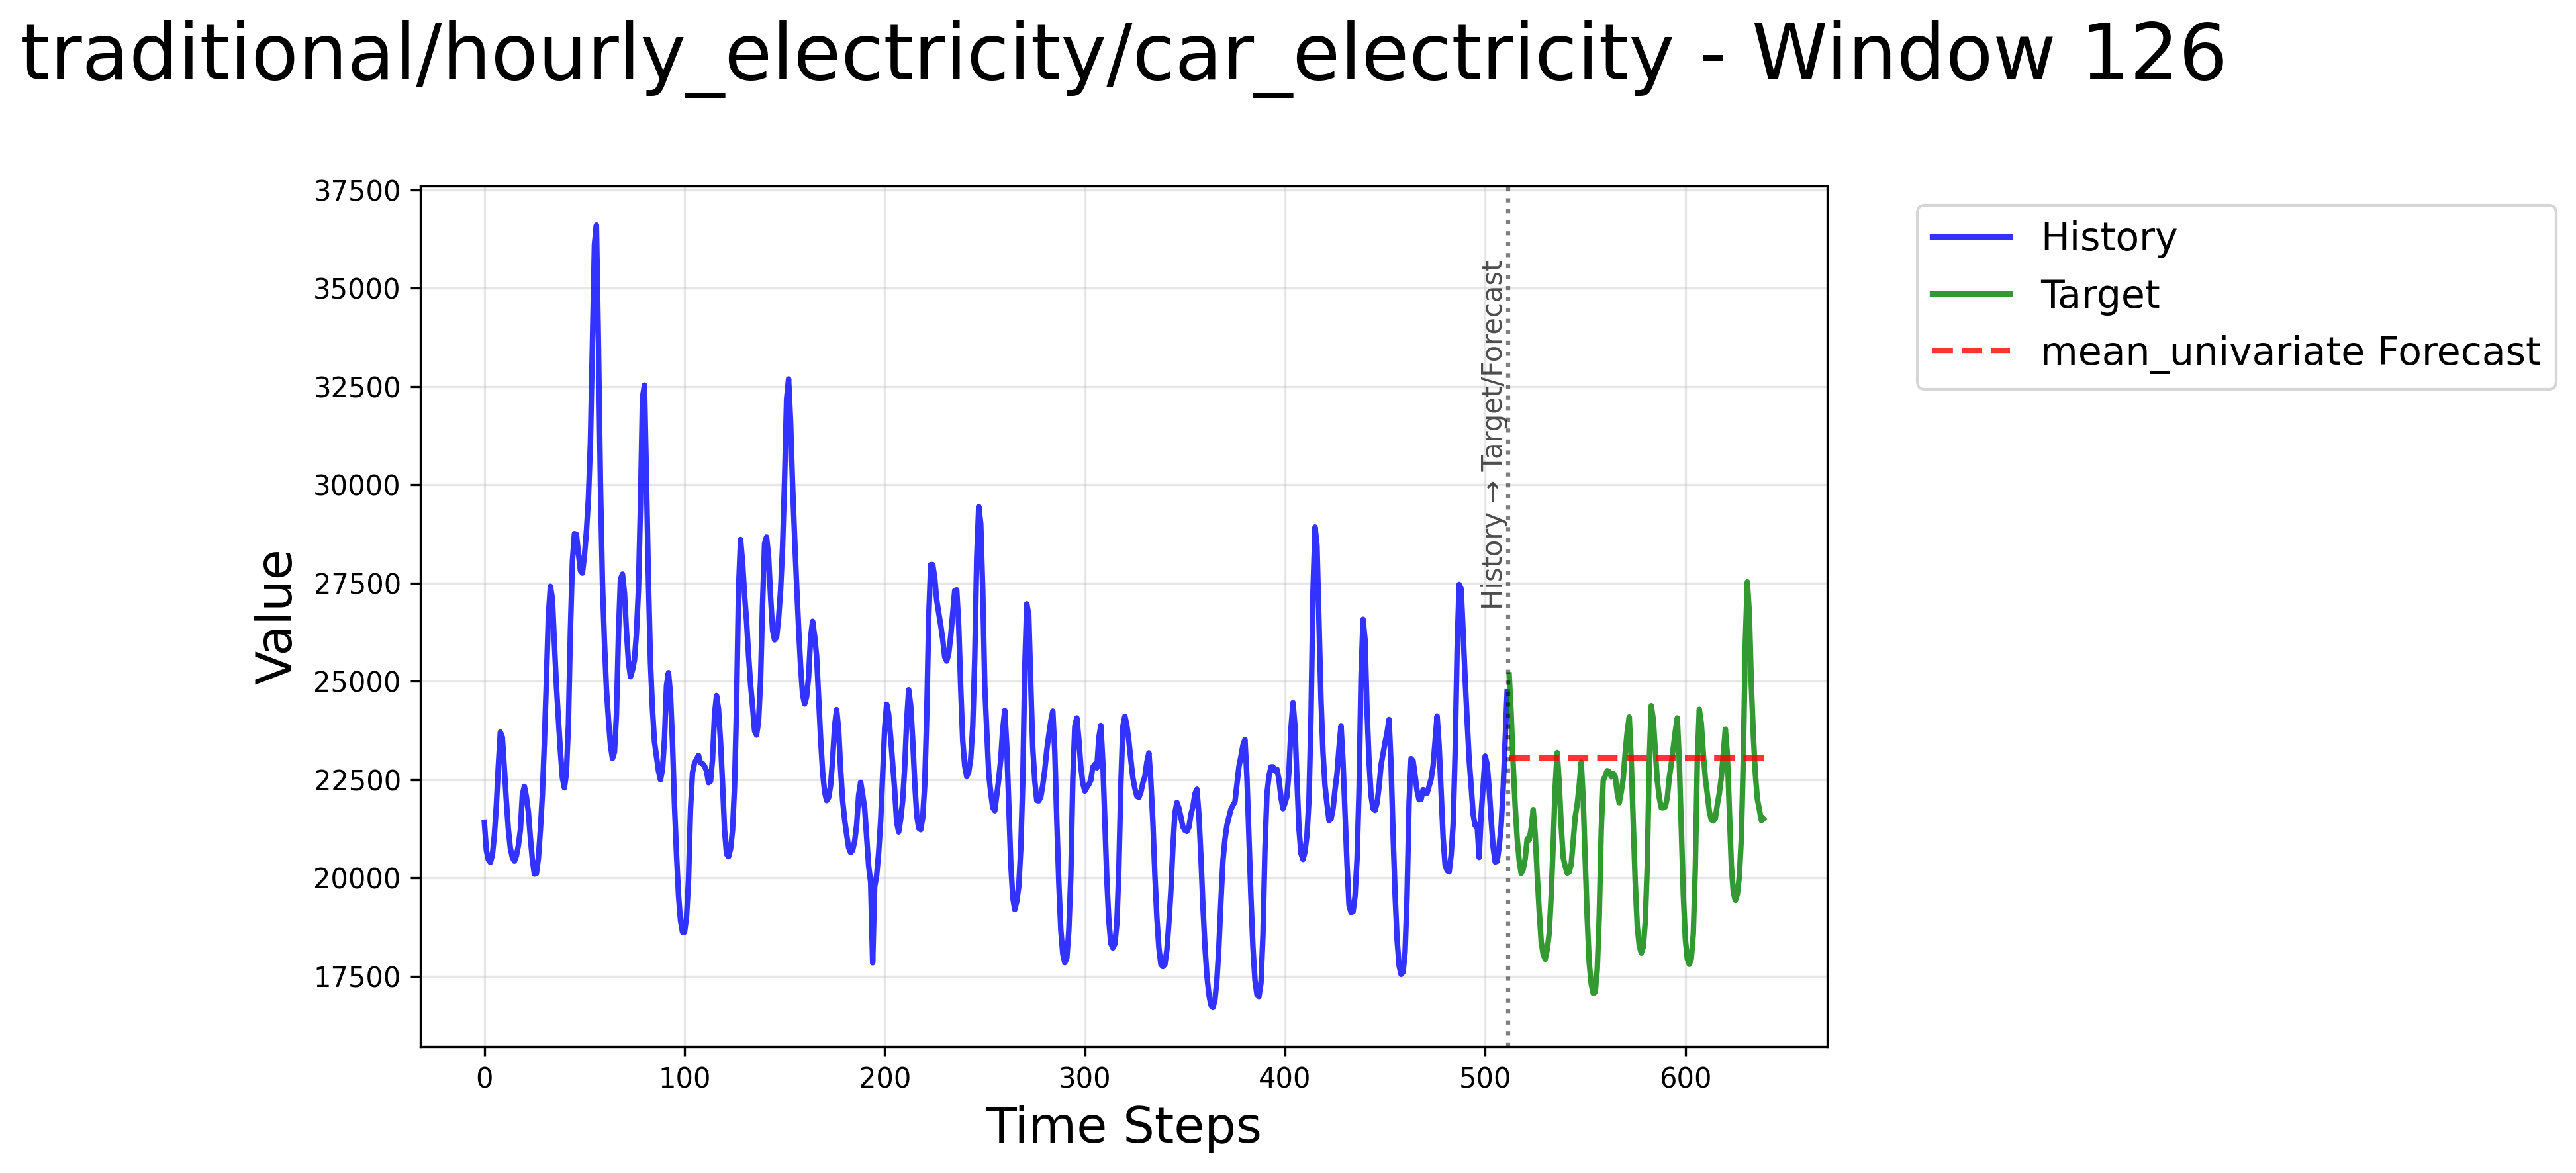 traditional/hourly_electricity/car_electricity - Window 126
37500
35000
32500
30000
27500
25000
22500
20000
17500
Value
History → Target/Forecast
0
100
200
300
400
500
600
Time Steps
History
Target
mean_univariate Forecast